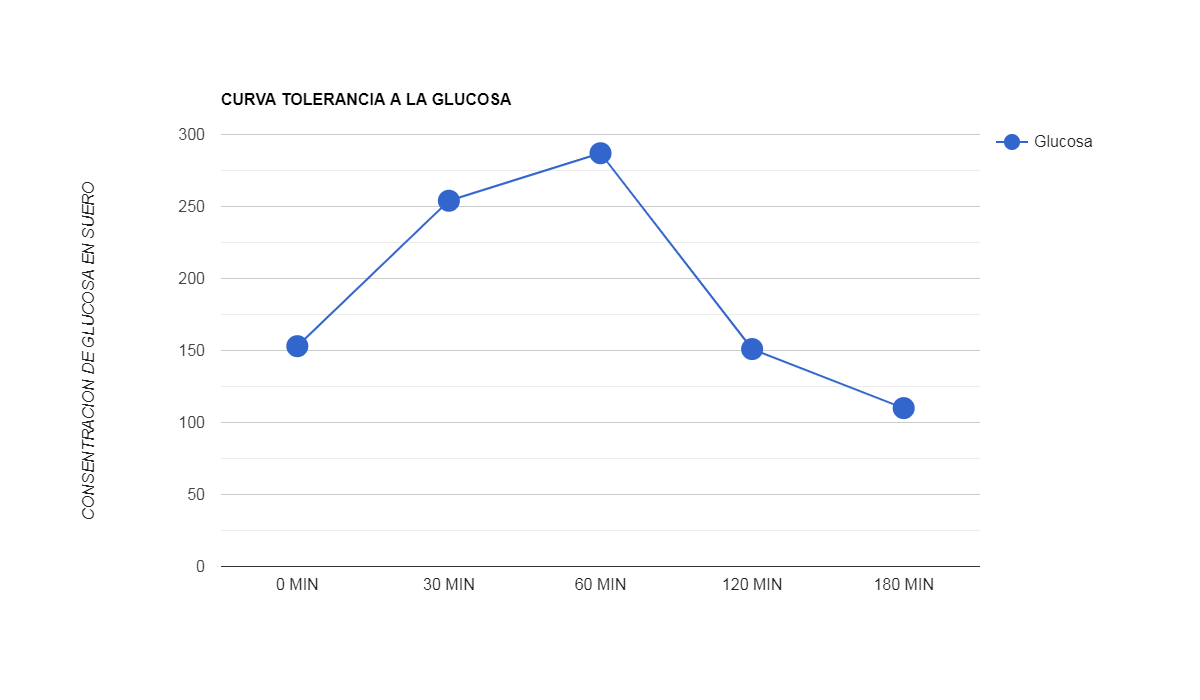 CURVA TOLERANCIA A LA GLUCOSA
CONSENTRACION DE GLUCOSA EN SUERO
300
250
200
150
100
50
0
0 MIN
30 MIN
60 MIN
120 MIN
180 MIN
Glucosa